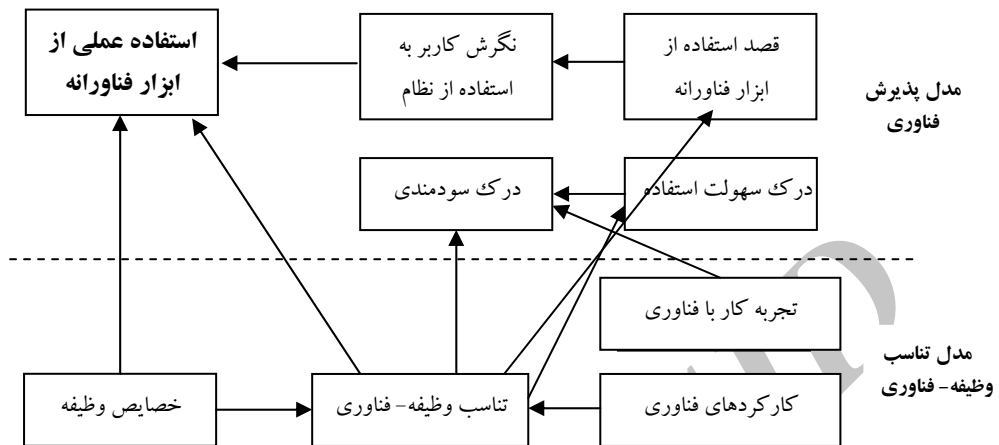 قصد استفاده از
ابزار فناورانه
نگرش کاربر به
استفاده از نظام
استفاده عملی از
ابزار فناورانه
مدل پذیرش
فناوری
درک سهولت استفاده
درک سودمندی
تجربه کار با فناوری
مدل تناسب
وظیفه- فناوری
کارکردهای فناوری
تناسب وظیفه- فناوری
خصایص وظیفه